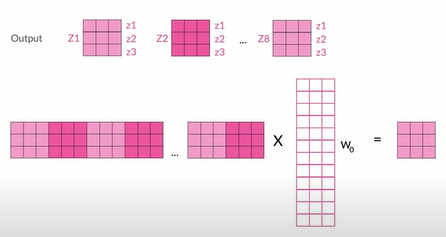 z1 z1 z1
Output Z1 z2 Z2 z2 ... Z8 z2
z3 z3 z3
... X w0 =